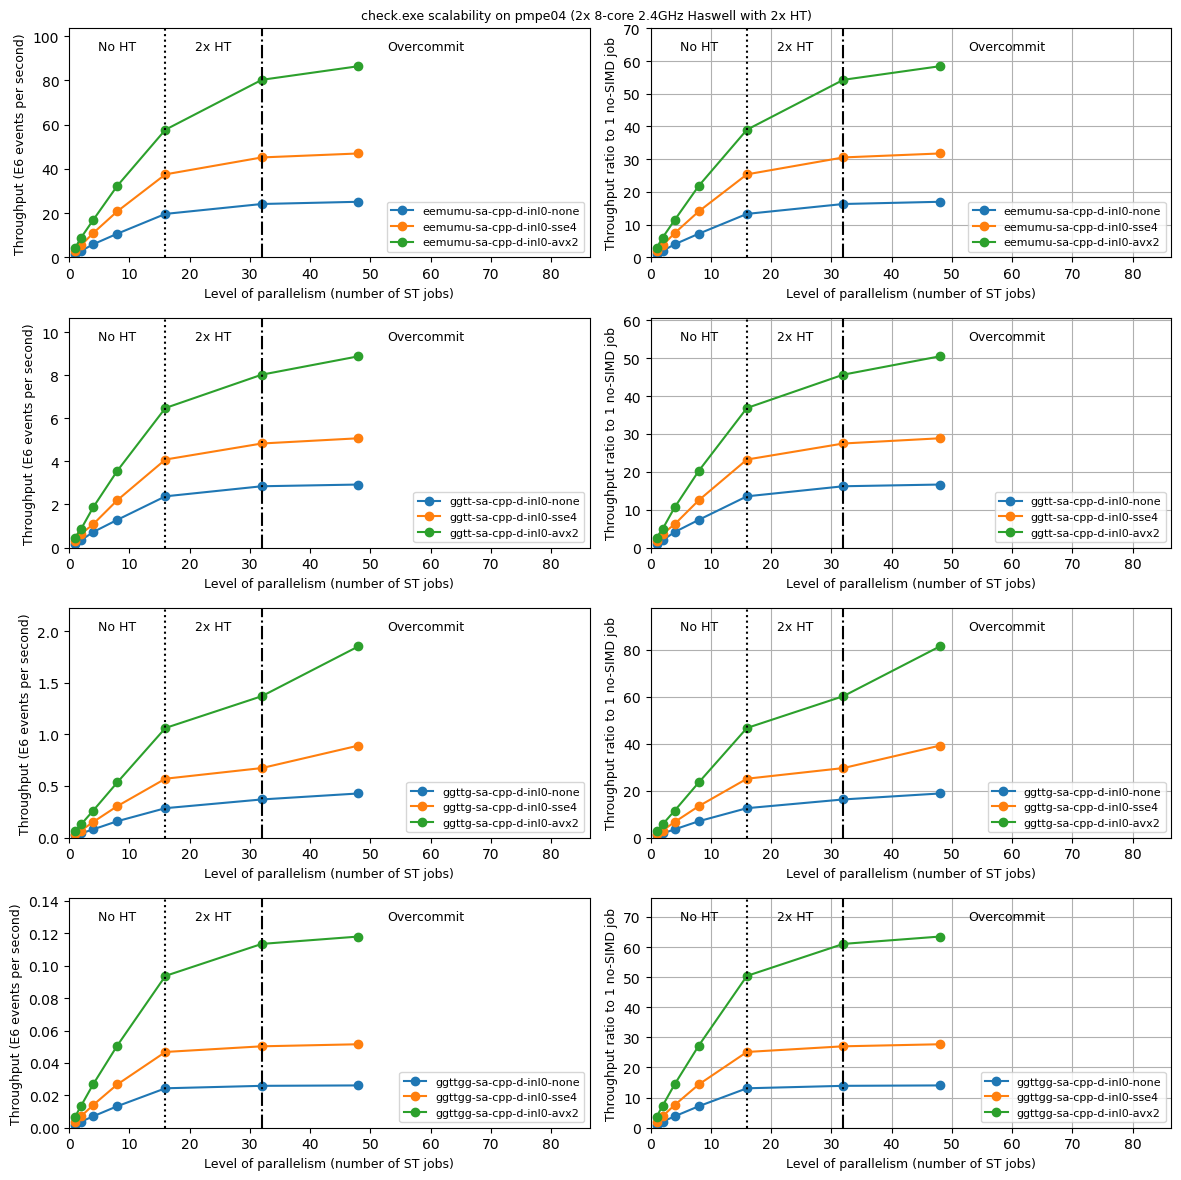 check.exe scalability on pmpe04 (2x 8-core 2.4GHz Haswell with 2x HT)
Throughput (E6 events per second)
100
80
60
40
20
0
No HT
2x HT
Overcommit
eemumu-sa-cpp-d-inl0-none
eemumu-sa-cpp-d-inl0-sse4
eemumu-sa-cpp-d-inl0-avx2
0 10 20 30 40 50 60 70 80
Level of parallelism (number of ST jobs)
Throughput ratio to 1 no-SIMD job
70
60
50
40
30
20
10
0
No HT
2x HT
Overcommit
eemumu-sa-cpp-d-inl0-none
eemumu-sa-cpp-d-inl0-sse4
eemumu-sa-cpp-d-inl0-avx2
0 10 20 30 40 50 60 70 80
Level of parallelism (number of ST jobs)
Throughput (E6 events per second)
10
8
6
4
2
0
No HT
2x HT
Overcommit
ggtt-sa-cpp-d-inl0-none
ggtt-sa-cpp-d-inl0-sse4
ggtt-sa-cpp-d-inl0-avx2
0 10 20 30 40 50 60 70 80
Level of parallelism (number of ST jobs)
Throughput ratio to 1 no-SIMD job
60
50
40
30
20
10
0
No HT
2x HT
Overcommit
ggtt-sa-cpp-d-inl0-none
ggtt-sa-cpp-d-inl0-sse4
ggtt-sa-cpp-d-inl0-avx2
0 10 20 30 40 50 60 70 80
Level of parallelism (number of ST jobs)
Throughput (E6 events per second)
2.0
1.5
1.0
0.5
0.0
No HT
2x HT
Overcommit
ggttg-sa-cpp-d-inl0-none
ggttg-sa-cpp-d-inl0-sse4
ggttg-sa-cpp-d-inl0-avx2
0 10 20 30 40 50 60 70 80
Level of parallelism (number of ST jobs)
Throughput ratio to 1 no-SIMD job
80
60
40
20
0
No HT
2x HT
Overcommit
ggttg-sa-cpp-d-inl0-none
ggttg-sa-cpp-d-inl0-sse4
ggttg-sa-cpp-d-inl0-avx2
0 10 20 30 40 50 60 70 80
Level of parallelism (number of ST jobs)
Throughput (E6 events per second)
0.14
0.12
0.10
0.08
0.06
0.04
0.02
0.00
No HT
2x HT
Overcommit
ggttgg-sa-cpp-d-inl0-none
ggttgg-sa-cpp-d-inl0-sse4
ggttgg-sa-cpp-d-inl0-avx2
0 10 20 30 40 50 60 70 80
Level of parallelism (number of ST jobs)
Throughput ratio to 1 no-SIMD job
70
60
50
40
30
20
10
0
No HT
2x HT
Overcommit
ggttgg-sa-cpp-d-inl0-none
ggttgg-sa-cpp-d-inl0-sse4
ggttgg-sa-cpp-d-inl0-avx2
0 10 20 30 40 50 60 70 80
Level of parallelism (number of ST jobs)